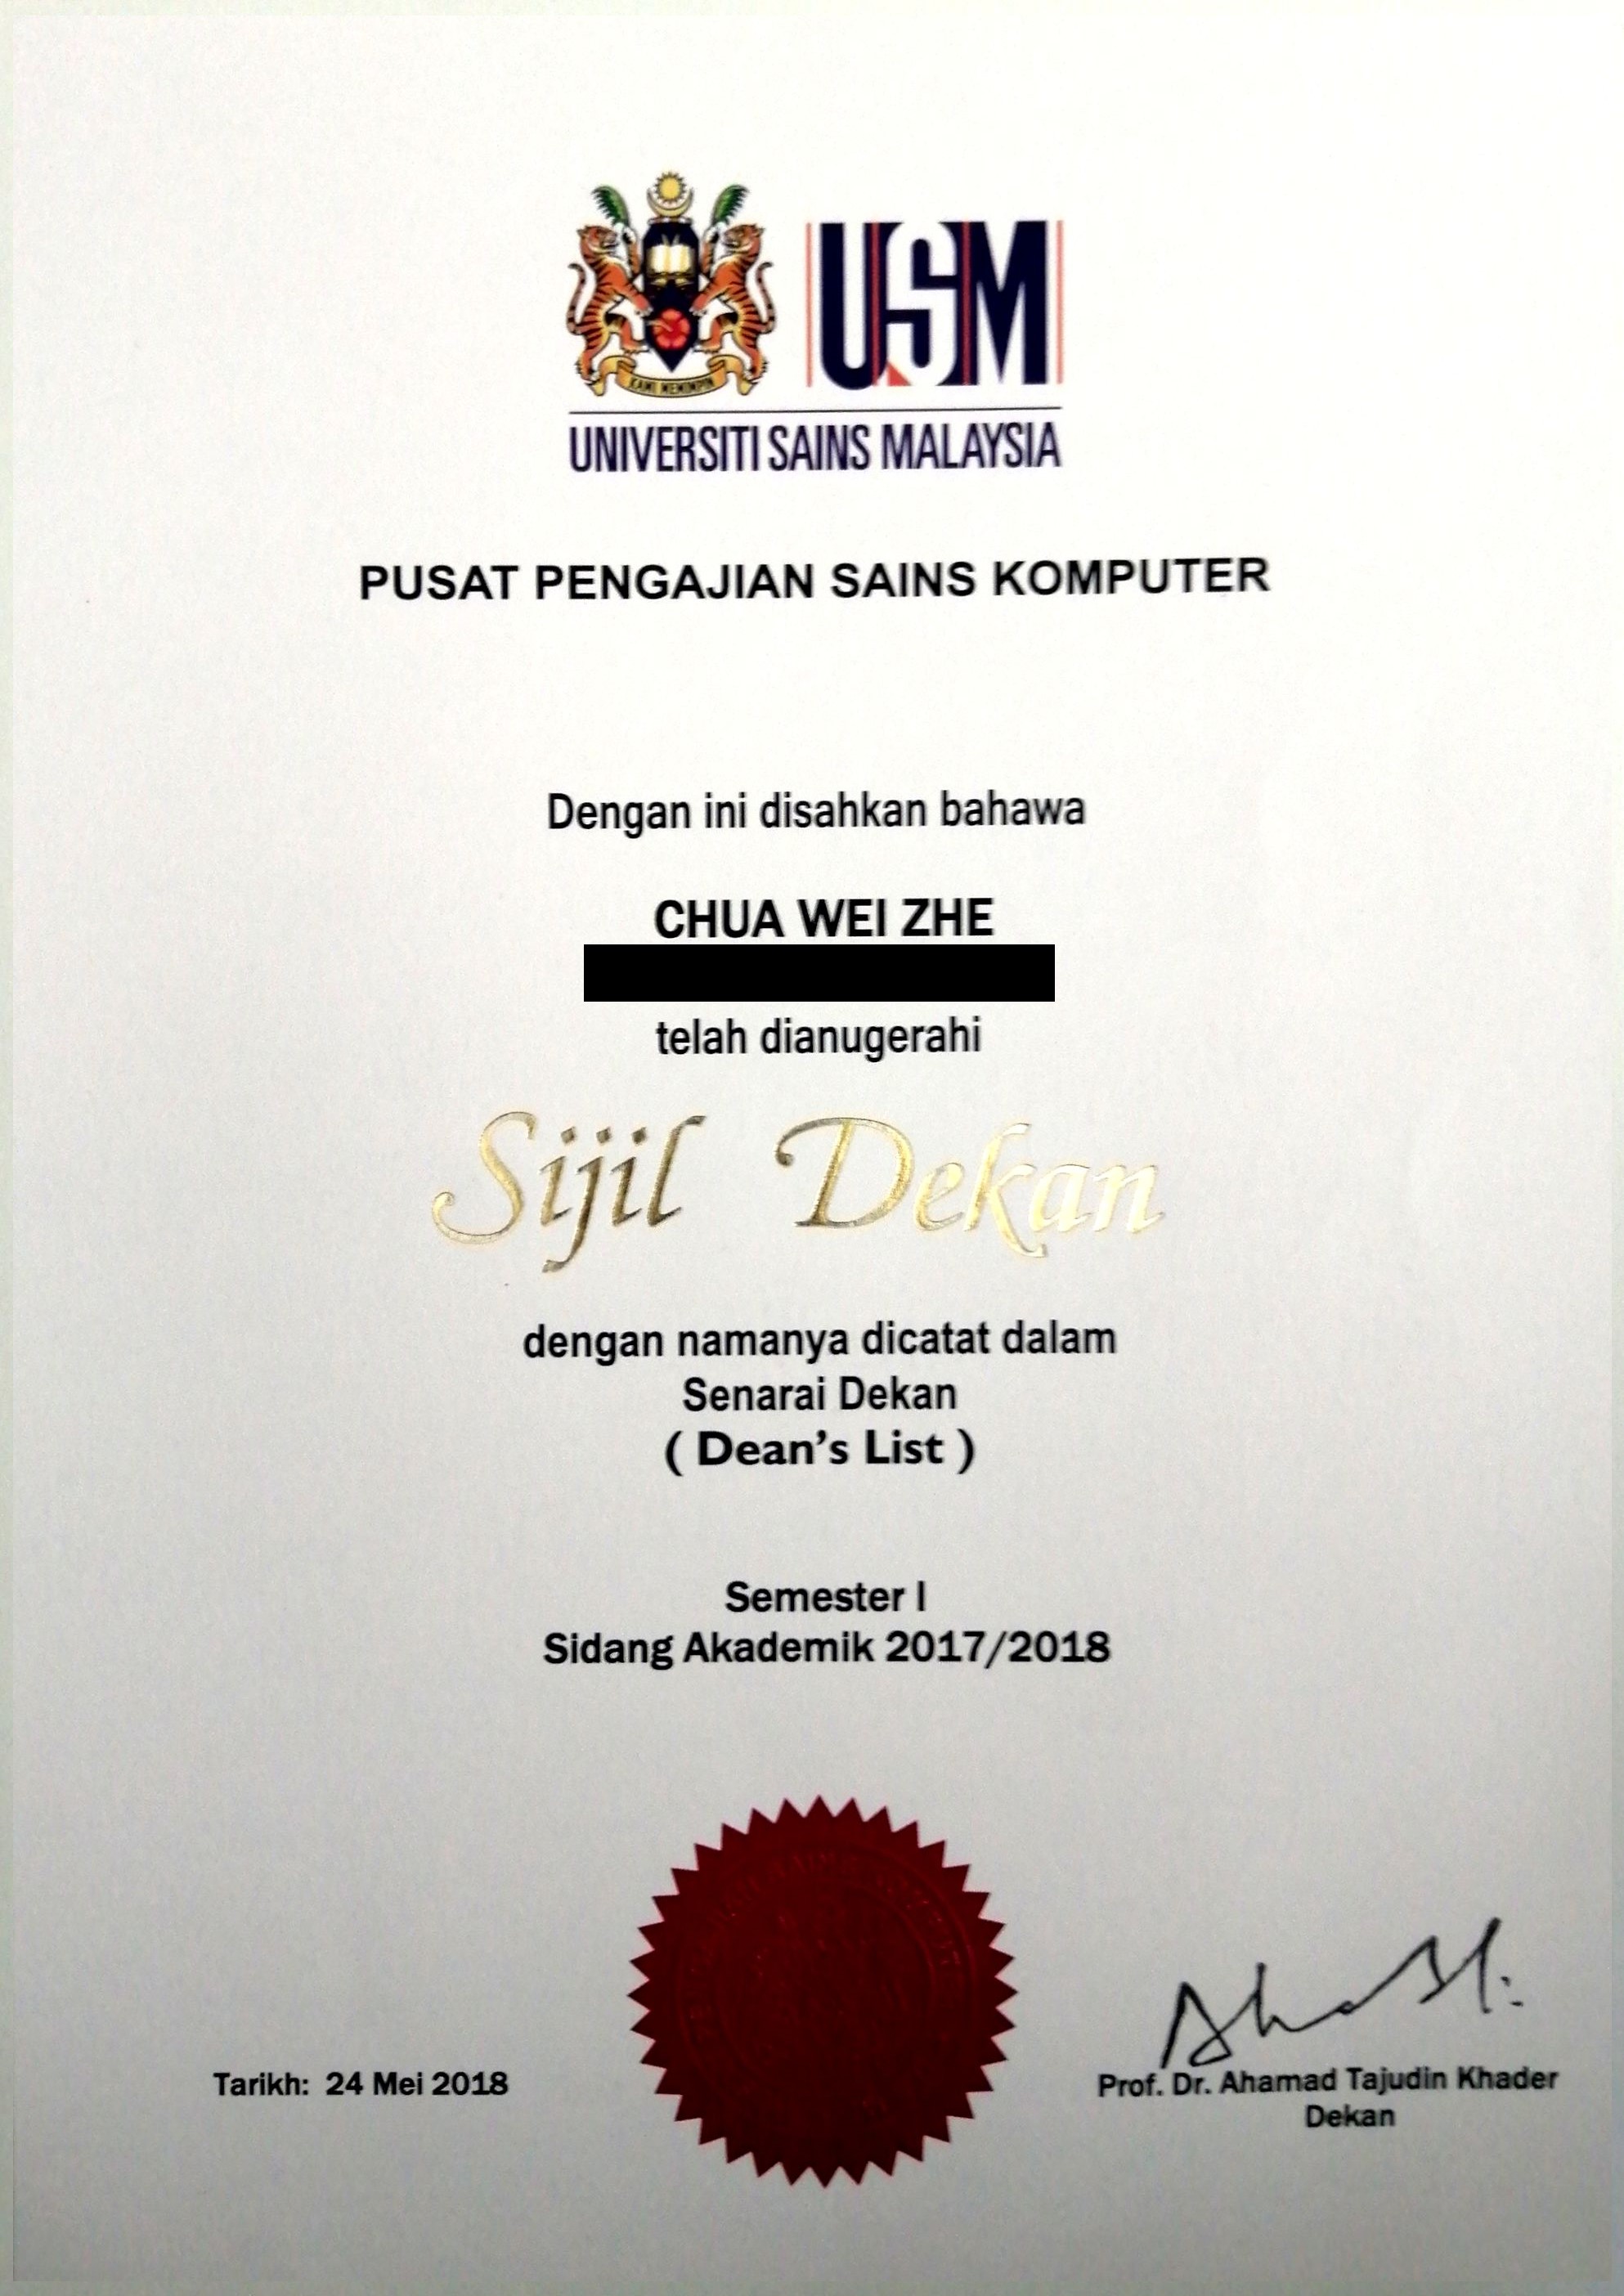 KAMI MEMIMPIN
USM
UNIVERSITI SAINS MALAYSIA
PUSAT PENGAJIAN SAINS KOMPUTER
Dengan ini disahkan bahawa
CHUA WEI ZHE
telah dianugerahi
Sijil Dekan
dengan namanya dicatat dalam
Senarai Dekan
( Dean's List )
Semester I
Sidang Akademik 2017/2018
Tarikh: 24 Mei 2018
Prof. Dr. Ahamad Tajudin Khader
Dekan